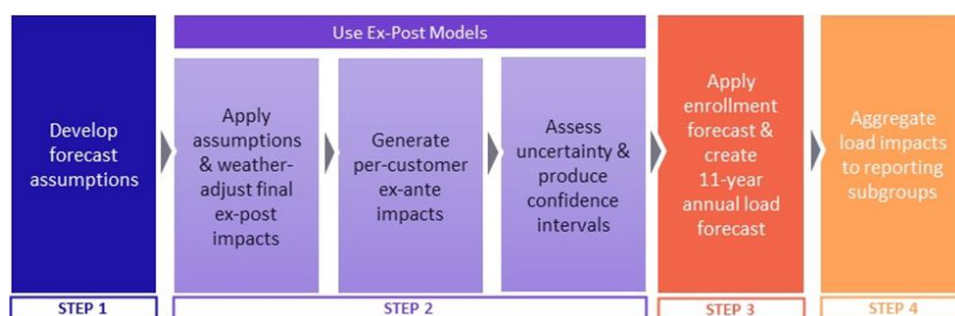 Use Ex-Post Models
Develop
forecast
assumptions
Apply
assumptions
& weather-
adjust final
ex-post
impacts
Generate
per-customer
ex-ante
impacts
Assess
uncertainty &
produce
confidence
intervals
Apply
enrollment
forecast &
create
11-year
annual load
forecast
Aggregate
load impacts
to reporting
subgroups
STEP 1
STEP 2
STEP 3
STEP 4